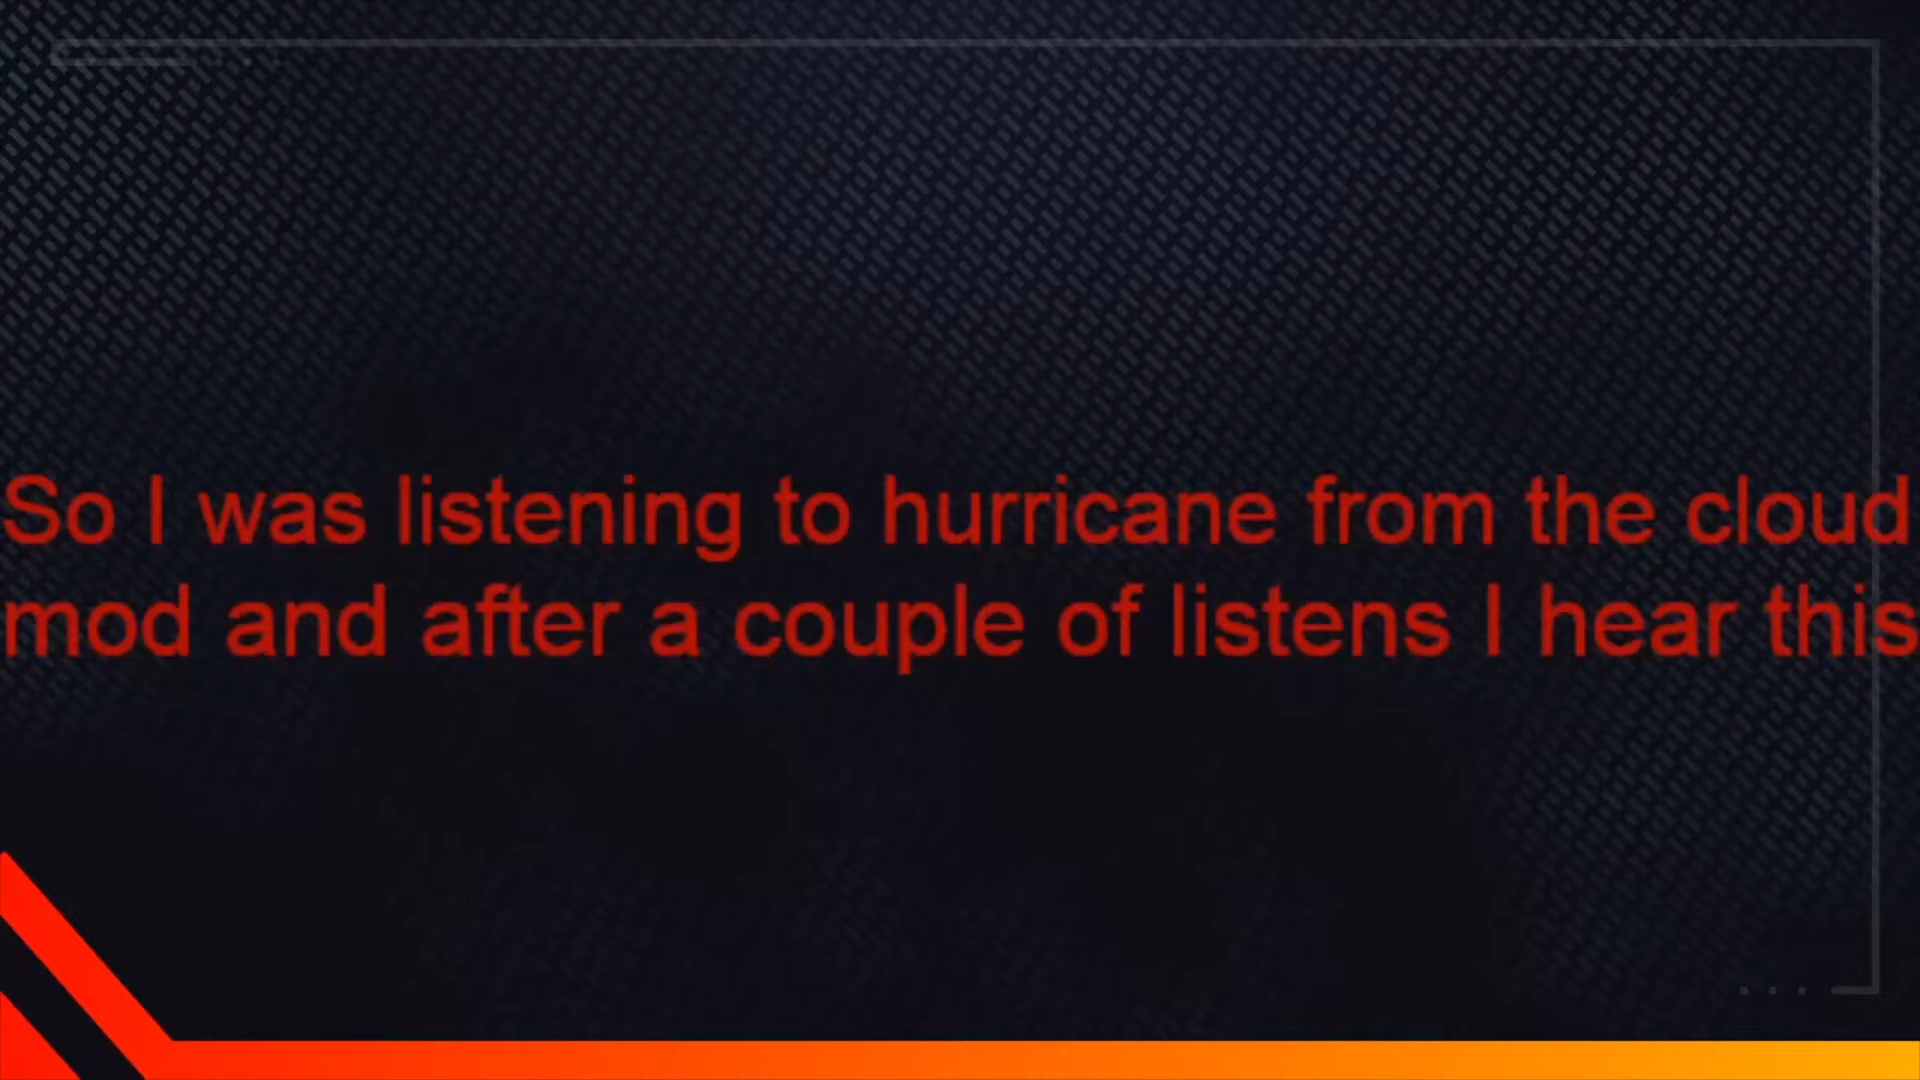 So I was listening to hurricane from the cloud
mod and after a couple of listens I hear this